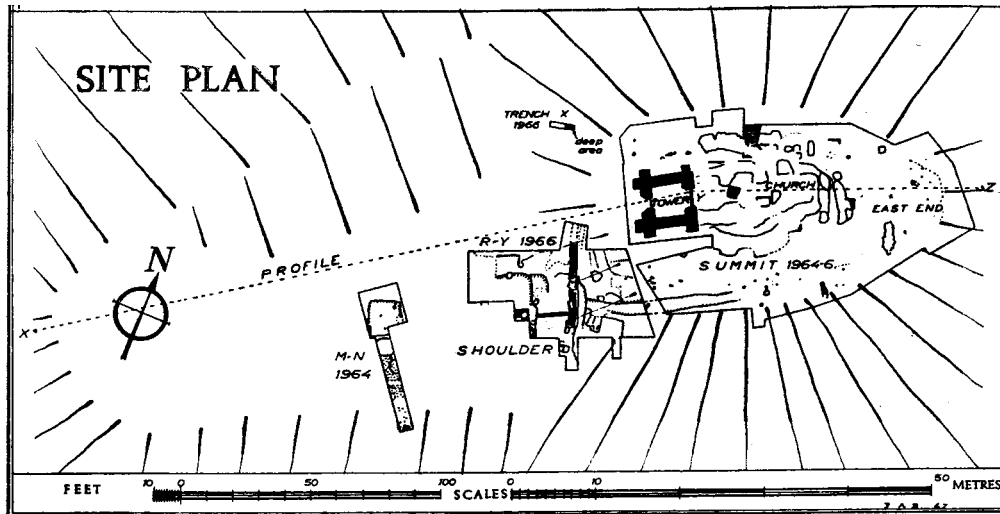 SITE PLAN
TRENCH X
1966
deep
area
TOWER Y
CHURCH
Z
EAST END
R-Y 1966
SUMMIT 1964-6
PROFILE
N
X
M-N
1964
SHOULDER
FEET 10 0 50 100 SCALES 0 10 50 METRES